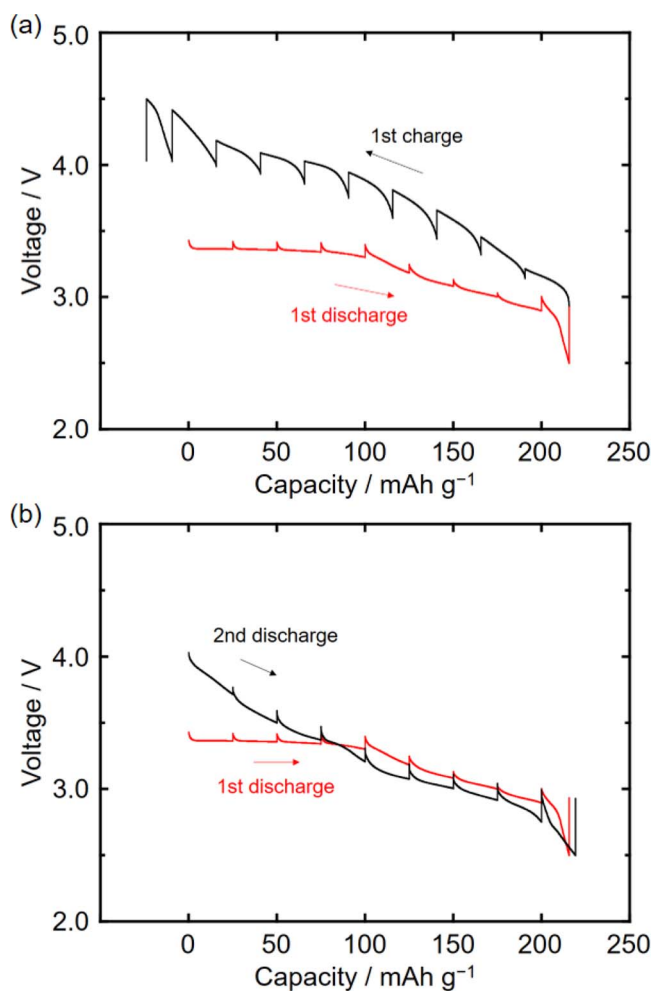 (a)
5.0
4.0
3.0
2.0
Voltage / V
1st charge
1st discharge
0 50 100 150 200 250
Capacity / mAh g⁻¹
(b)
5.0
4.0
3.0
2.0
Voltage / V
2nd discharge
1st discharge
0 50 100 150 200 250
Capacity / mAh g⁻¹